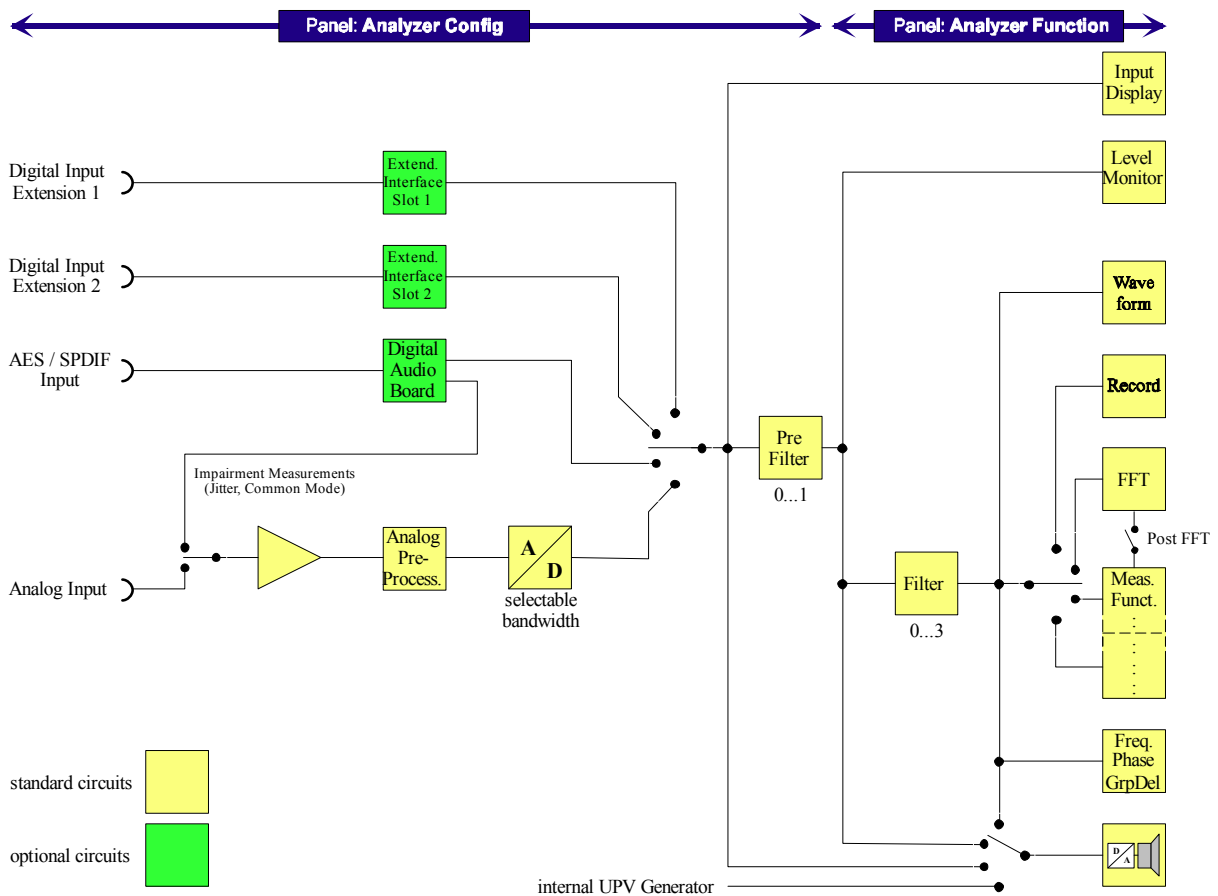 Panel: Analyzer Config
Panel: Analyzer Function
Input
Display
Level
Monitor
Digital Input
Extension 1
Extend.
Interface
Slot 1
Digital Input
Extension 2
Extend.
Interface
Slot 2
Wave
form
AES / SPDIF
Input
Digital
Audio
Board
Record
Pre
Filter
0...1
FFT
Post FFT
Impairment Measurements
(Jitter, Common Mode)
Analog Input
Analog
Pre-
Process.
A
D
selectable
bandwidth
Filter
0...3
Meas.
Funct.
Freq.
Phase
GrpDel
standard circuits
optional circuits
D
A
internal UPV Generator